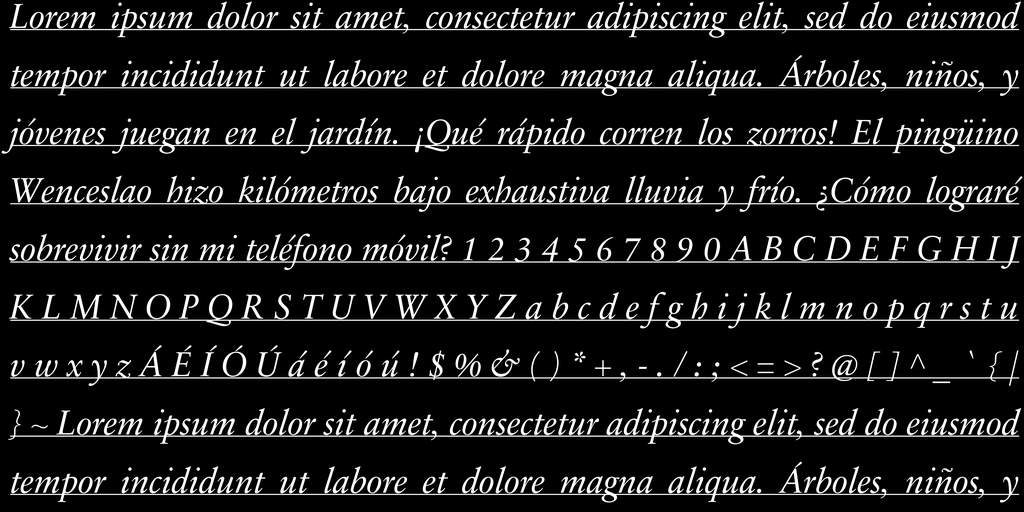 Lorem ipsum dolor sit amet, consectetur adipiscing elit, sed do eiusmod
tempor incididunt ut labore et dolore magna aliqua. Árboles, niños, y
jóvenes juegan en el jardín. ¡Qué rápido corren los zorros! El pingüino
Wenceslao hizo kilómetros bajo exhaustiva lluvia y frío. ¿Cómo lograré
sobrevivir sin mi teléfono móvil? 1 2 3 4 5 6 7 8 9 0 A B C D E F G H I J
K L M N O P Q R S T U V W X Y Z a b c d e f g h i j k l m n o p q r s t u
v w x y z Á É Í Ó Ú á é í ó ú ! $ % & ( ) * + , - . / : ; < = > ? @ [ ] ^ _ ` { |
} ~ Lorem ipsum dolor sit amet, consectetur adipiscing elit, sed do eiusmod
tempor incididunt ut labore et dolore magna aliqua. Árboles, niños, y